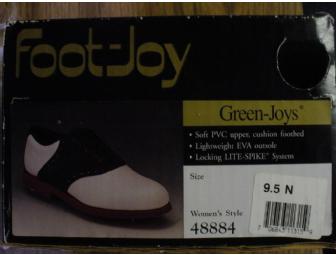 Foot-Joy
Green-Joys®
• Soft PVC upper, cushion footbed
• Lightweight EVA outsole
• Locking LITE-SPIKE® System
Size
9.5 N
Women's Style
48884